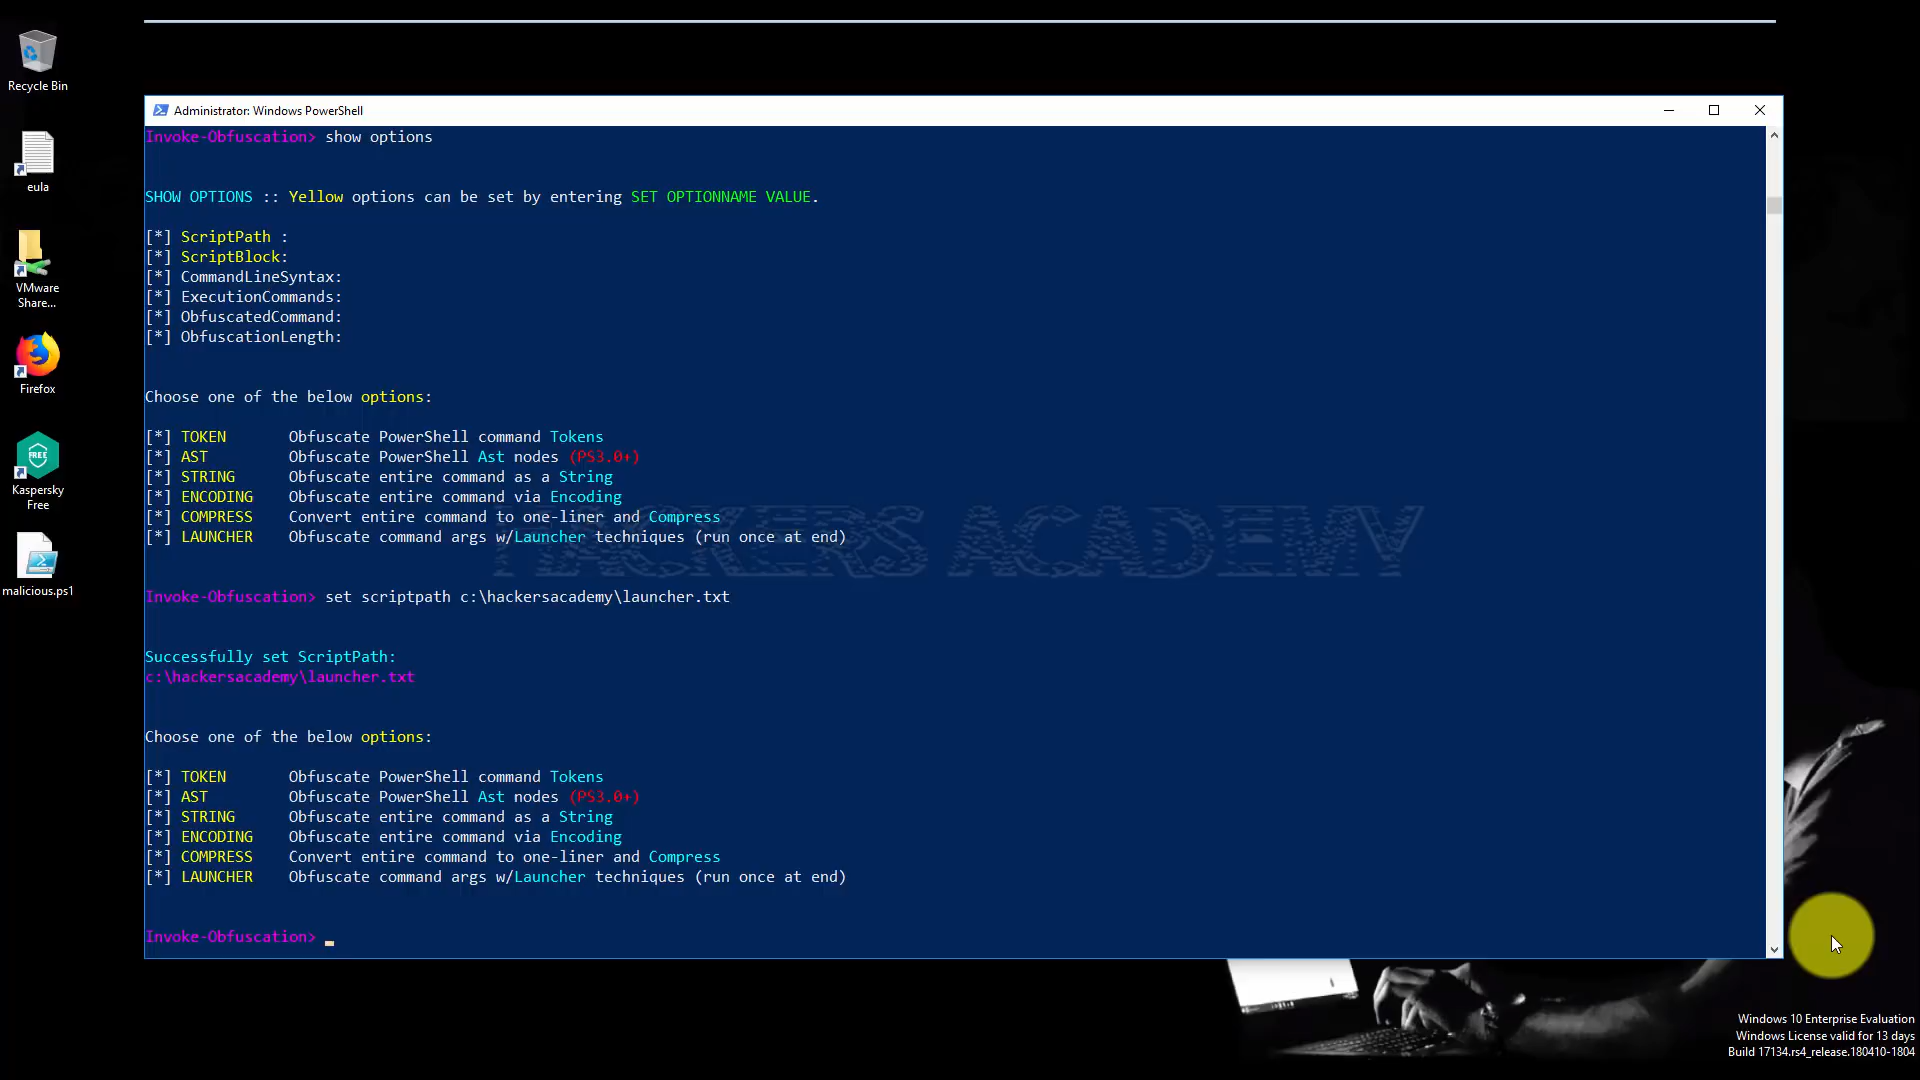 Recycle Bin
eula
VMware
Share...
Firefox
FREE
Kaspersky
Free
malicious.ps1
Administrator: Windows PowerShell
Invoke-Obfuscation> show options
SHOW OPTIONS :: Yellow options can be set by entering SET OPTIONNAME VALUE.
[*] ScriptPath :
[*] ScriptBlock:
[*] CommandLineSyntax:
[*] ExecutionCommands:
[*] ObfuscatedCommand:
[*] ObfuscationLength:
Choose one of the below options:
[*] TOKEN Obfuscate PowerShell command Tokens
[*] AST Obfuscate PowerShell Ast nodes (PS3.0+)
[*] STRING Obfuscate entire command as a String
[*] ENCODING Obfuscate entire command via Encoding
[*] COMPRESS Convert entire command to one-liner and Compress
[*] LAUNCHER Obfuscate command args w/Launcher techniques (run once at end)
HACKERS ACADEMY
Invoke-Obfuscation> set scriptpath c:\hackersacademy\launcher.txt
Successfully set ScriptPath:
c:\hackersacademy\launcher.txt
Choose one of the below options:
[*] TOKEN Obfuscate PowerShell command Tokens
[*] AST Obfuscate PowerShell Ast nodes (PS3.0+)
[*] STRING Obfuscate entire command as a String
[*] ENCODING Obfuscate entire command via Encoding
[*] COMPRESS Convert entire command to one-liner and Compress
[*] LAUNCHER Obfuscate command args w/Launcher techniques (run once at end)
Invoke-Obfuscation>
Windows 10 Enterprise Evaluation
Windows License valid for 13 days
Build 17134.rs4_release.180410-1804